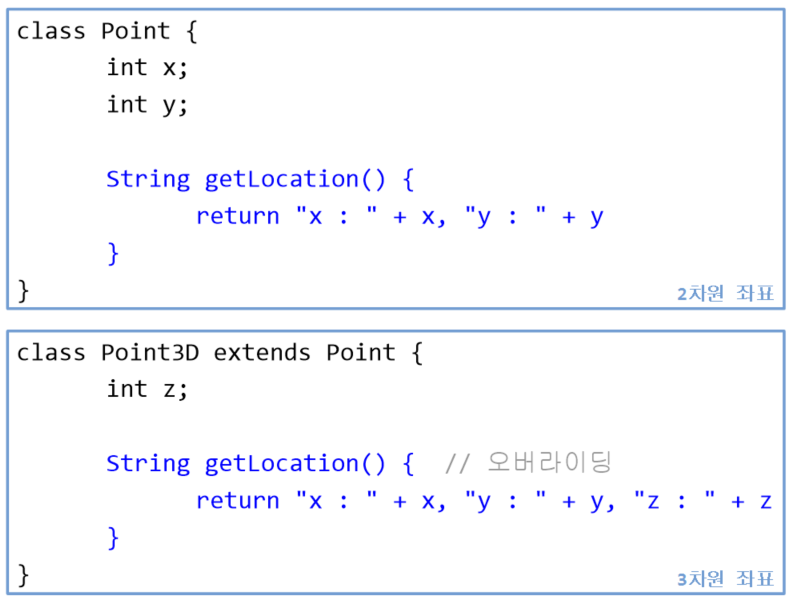 class Point {
int x;
int y;
String getLocation() {
return "x : " + x, "y : " + y
}
}
2차원 좌표
class Point3D extends Point {
int z;
String getLocation() {  // 오버라이딩
return "x : " + x, "y : " + y, "z : " + z
}
}
3차원 좌표